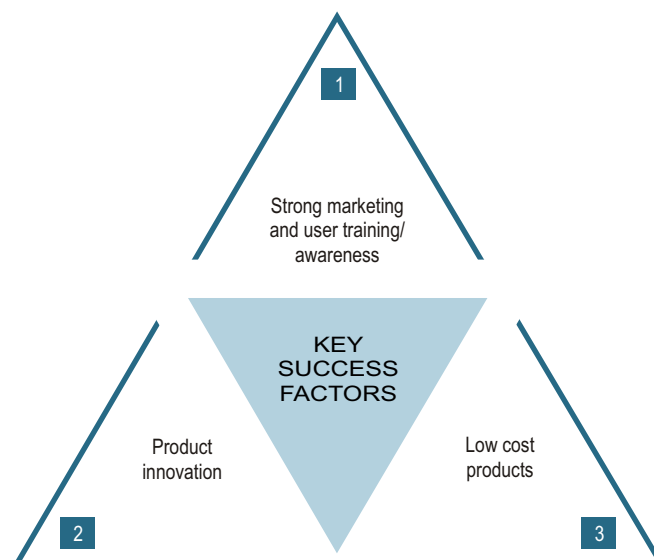 1
Strong marketing
and user training/
awareness
KEY
SUCCESS
FACTORS
Product
innovation
2
Low cost
products
3